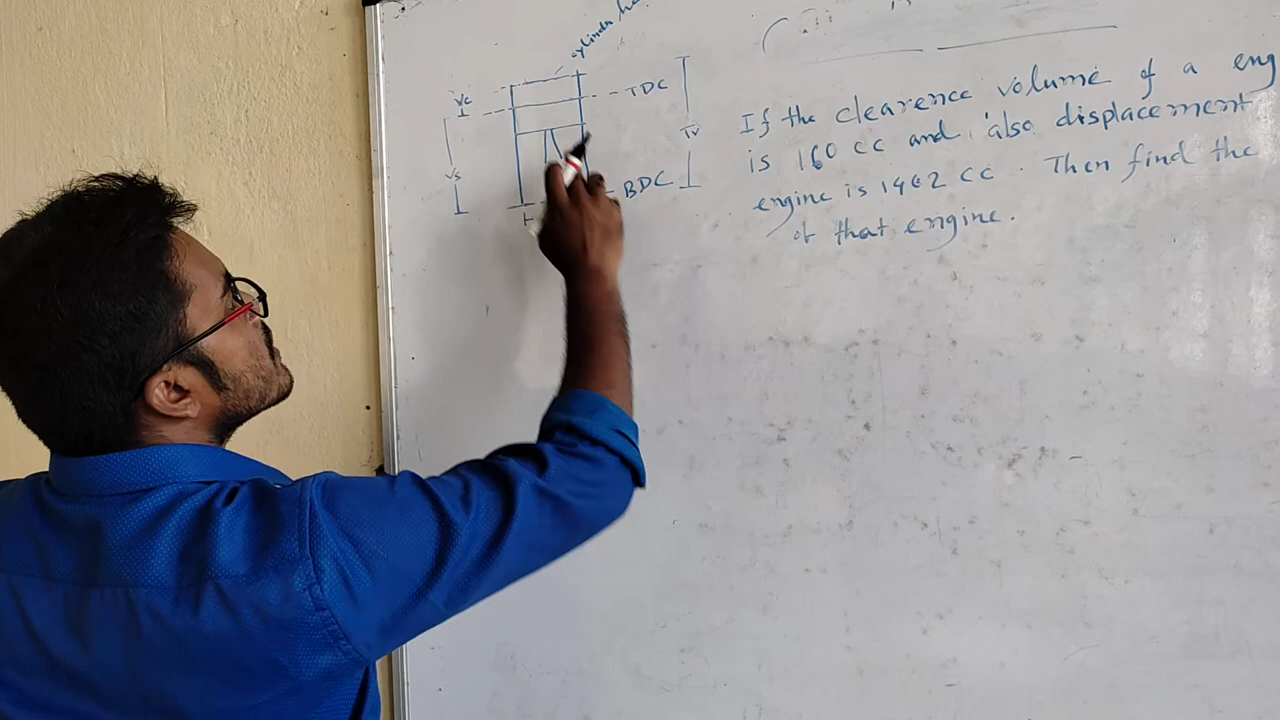 cylinder
Vc
TDC
Tv
Vs
BDC
If the clearence volume of a eng
is 160 cc and also displacement
engine is 1462 cc. Then find the
of that engine.